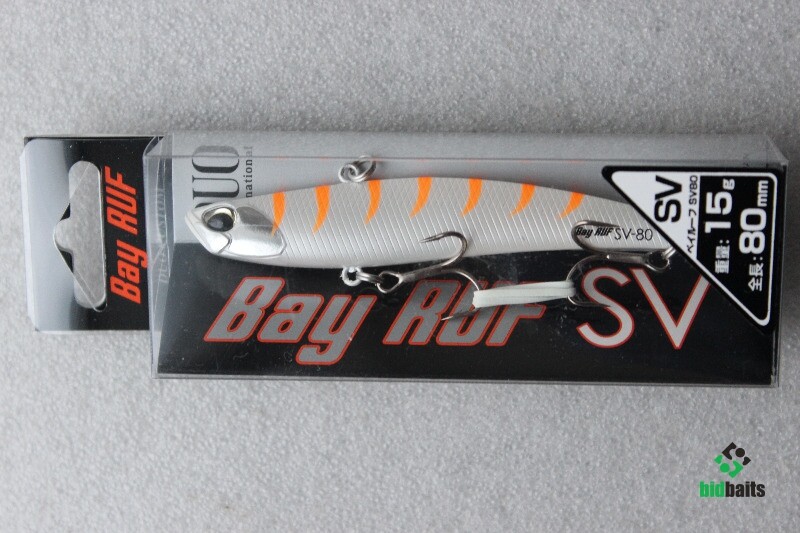 Bay RUF
DUO
national
Bay RUF SV-80
Bay RUF SV
SV
ベイルーフ SV80
重量: 15g
全長: 80mm
bidbaits